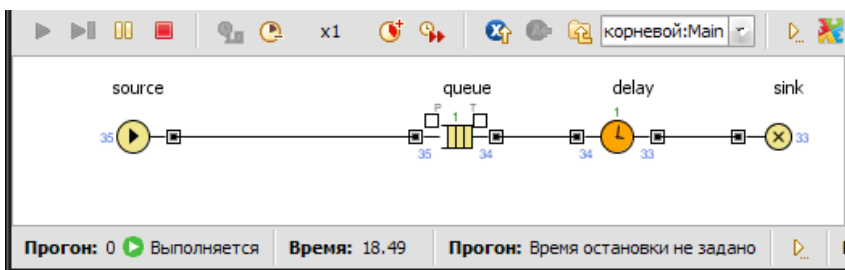 x1 корневой:Main
source queue delay sink
P T
1 1
35 33
35 34 34 33
Прогон: 0 Выполняется Время: 18.49 Прогон: Время остановки не задано